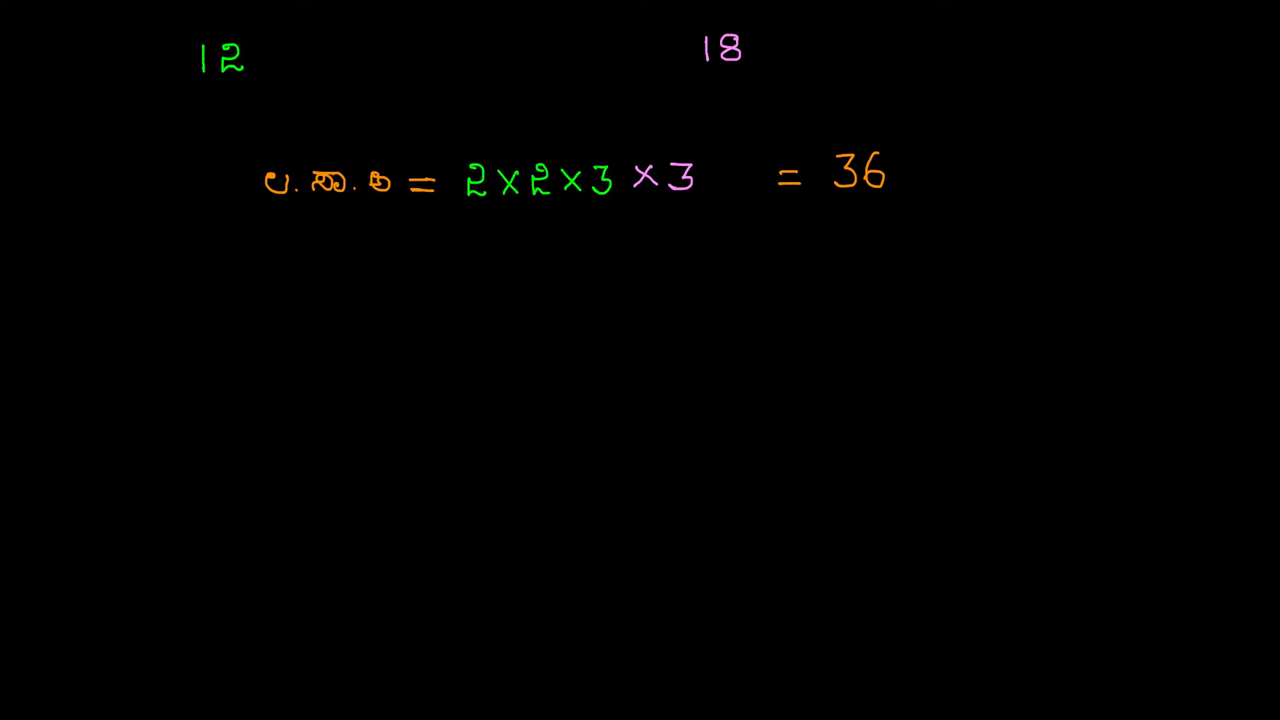 12 18
ಲ.ಸಾ.ಅ = 2×2×3×3 = 36